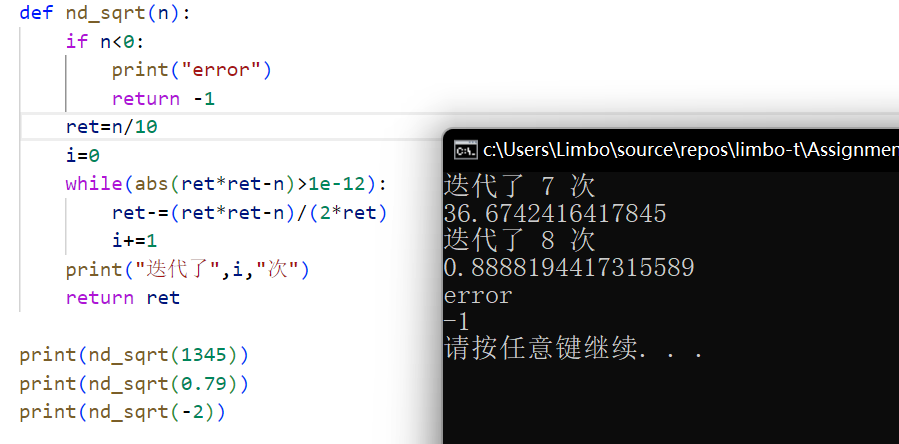 def nd_sqrt(n):
if n<0:
print("error")
return -1
ret=n/10
i=0
while(abs(ret*ret-n)>1e-12):
ret-=(ret*ret-n)/(2*ret)
i+=1
print("迭代了",i,"次")
return ret
print(nd_sqrt(1345))
print(nd_sqrt(0.79))
print(nd_sqrt(-2))
C:\.
c:\Users\Limbo\source\repos\limbo-t\Assignmen
迭代了 7 次
36.6742416417845
迭代了 8 次
0.8888194417315589
error
-1
请按任意键继续. . .